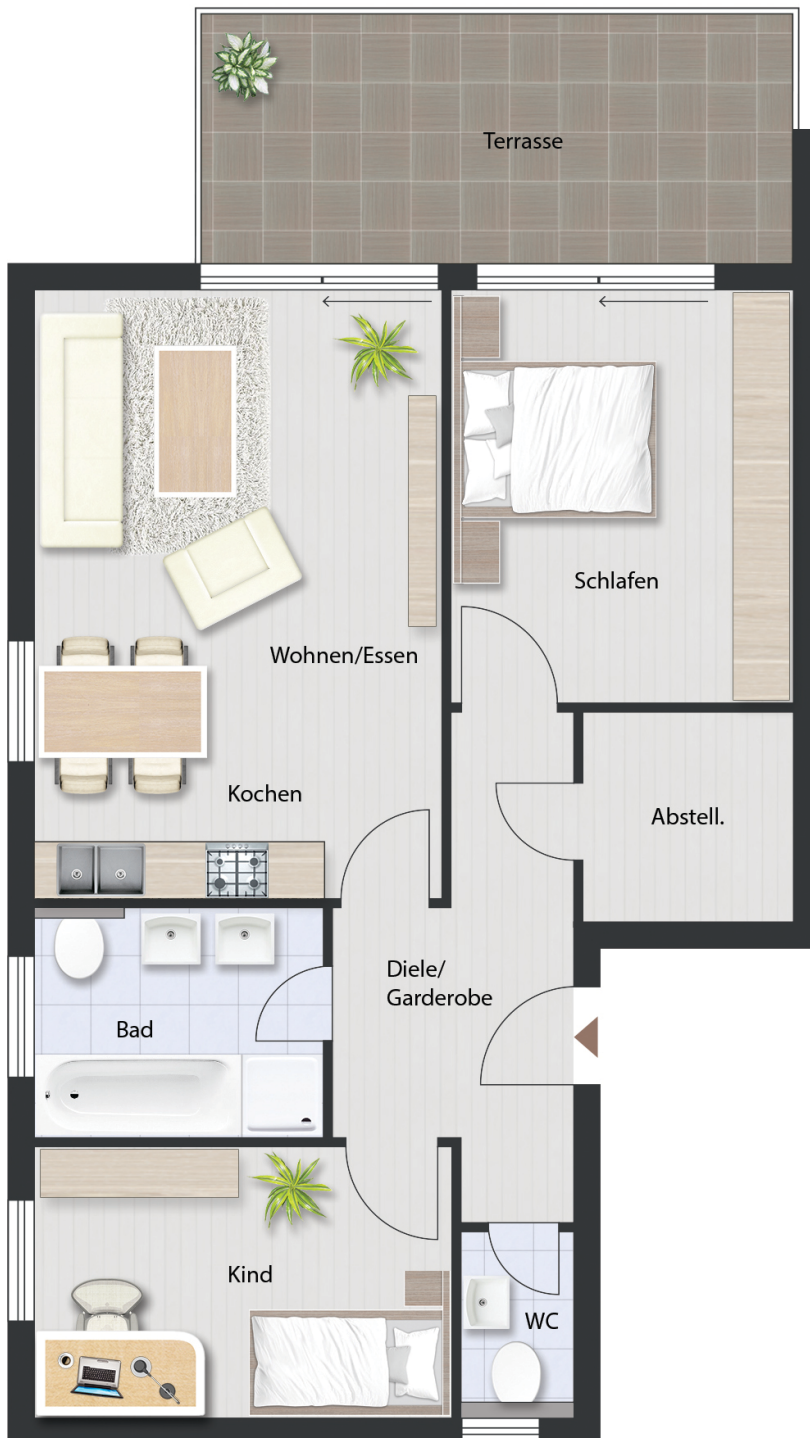 Terrasse
Schlafen
Wohnen/Essen
Kochen
Abstell.
Diele/
Garderobe
Bad
Kind
WC